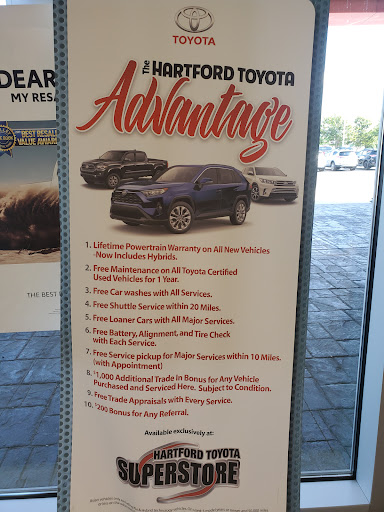 TOYOTA
The HARTFORD TOYOTA
Advantage
DEAR
MY RESA
BEST RESALE
VALUE AWARD
1. Lifetime Powertrain Warranty on All New Vehicles
-Now Includes Hybrids.
2. Free Maintenance on All Toyota Certified
Used Vehicles for 1 Year.
3. Free Car washes with All Services.
4. Free Shuttle Service within 20 Miles.
5. Free Loaner Cars with All Major Services.
6. Free Battery, Alignment, and Tire Check
with Each Service.
7. Free Service pickup for Major Services within 10 Miles.
(with Appointment)
8. $1,000 Additional Trade in Bonus for Any Vehicle
Purchased and Serviced Here. Subject to Condition.
9. Free Trade Appraisals with Every Service.
10. $200 Bonus for Any Referral.
THE BEST
Available exclusively at:
HARTFORD TOYOTA
SUPERSTORE